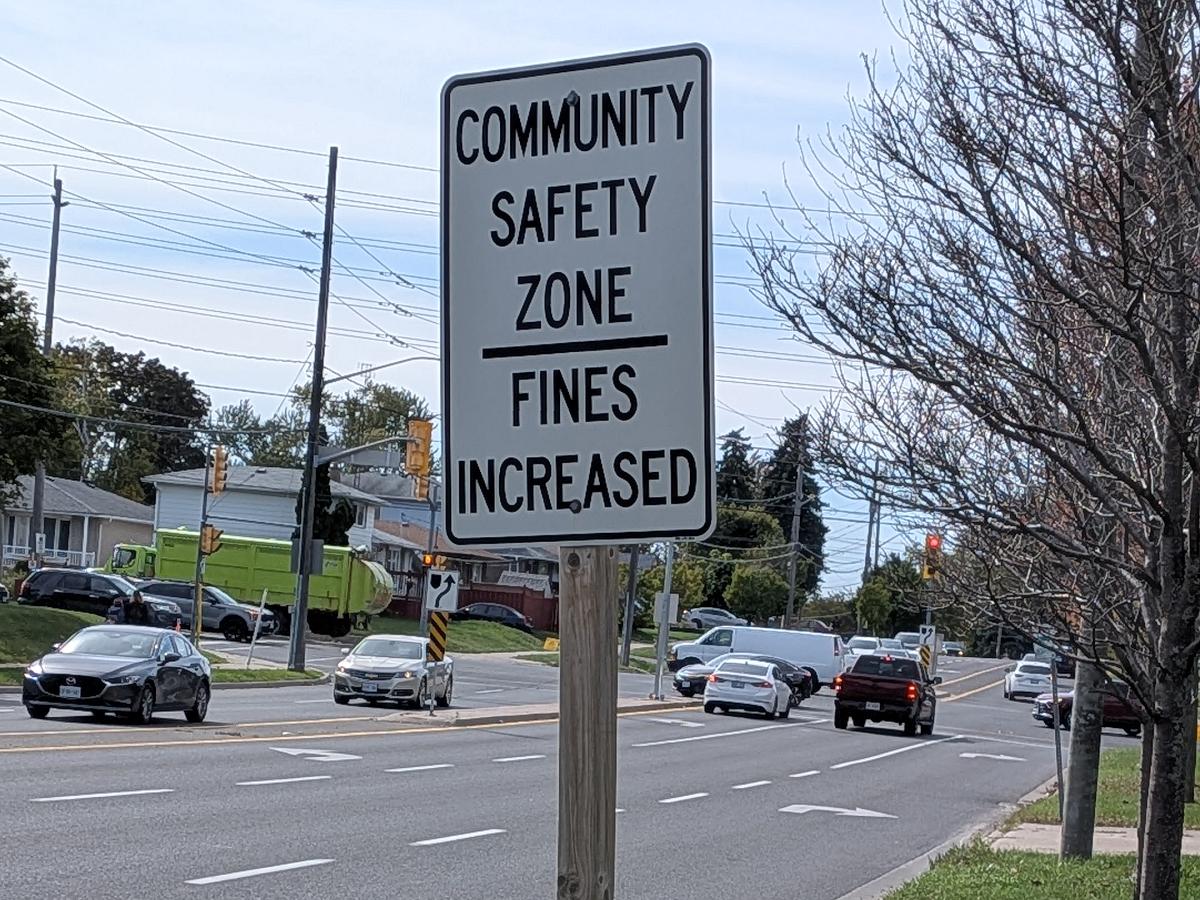 COMMUNITY
SAFETY
ZONE
FINES
INCREASED